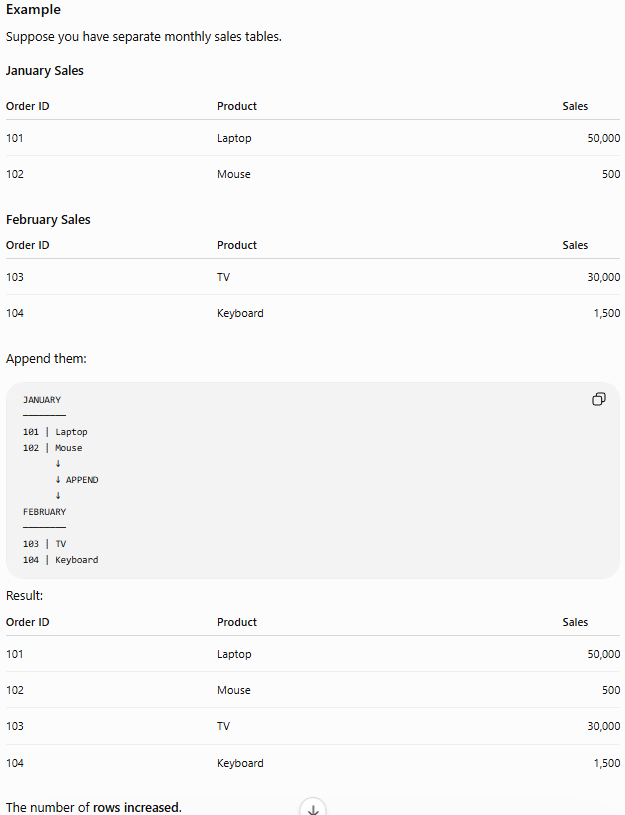 Example
Suppose you have separate monthly sales tables.
January Sales
Order ID Product Sales
101 Laptop 50,000
102 Mouse 500
February Sales
Order ID Product Sales
103 TV 30,000
104 Keyboard 1,500
Append them:
JANUARY
────────
101 | Laptop
102 | Mouse
↓
↓ APPEND
↓
FEBRUARY
────────
103 | TV
104 | Keyboard
Result:
Order ID Product Sales
101 Laptop 50,000
102 Mouse 500
103 TV 30,000
104 Keyboard 1,500
The number of rows increased.